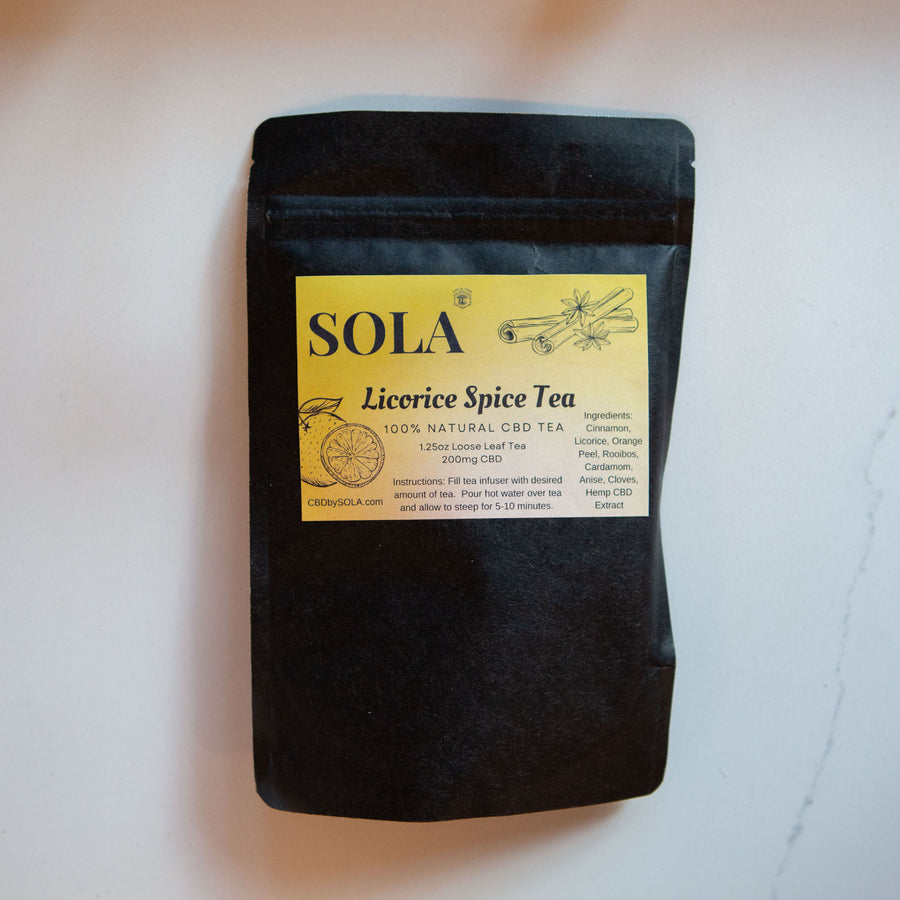 SOLA
Licorice Spice Tea
100% NATURAL CBD TEA
1.25oz Loose Leaf Tea
200mg CBD
Instructions: Fill tea infuser with desired
amount of tea. Pour hot water over tea
and allow to steep for 5-10 minutes.
CBDbySOLA.com
Ingredients:
Cinnamon,
Licorice, Orange
Peel, Rooibos,
Cardamom,
Anise, Cloves,
Hemp CBD
Extract